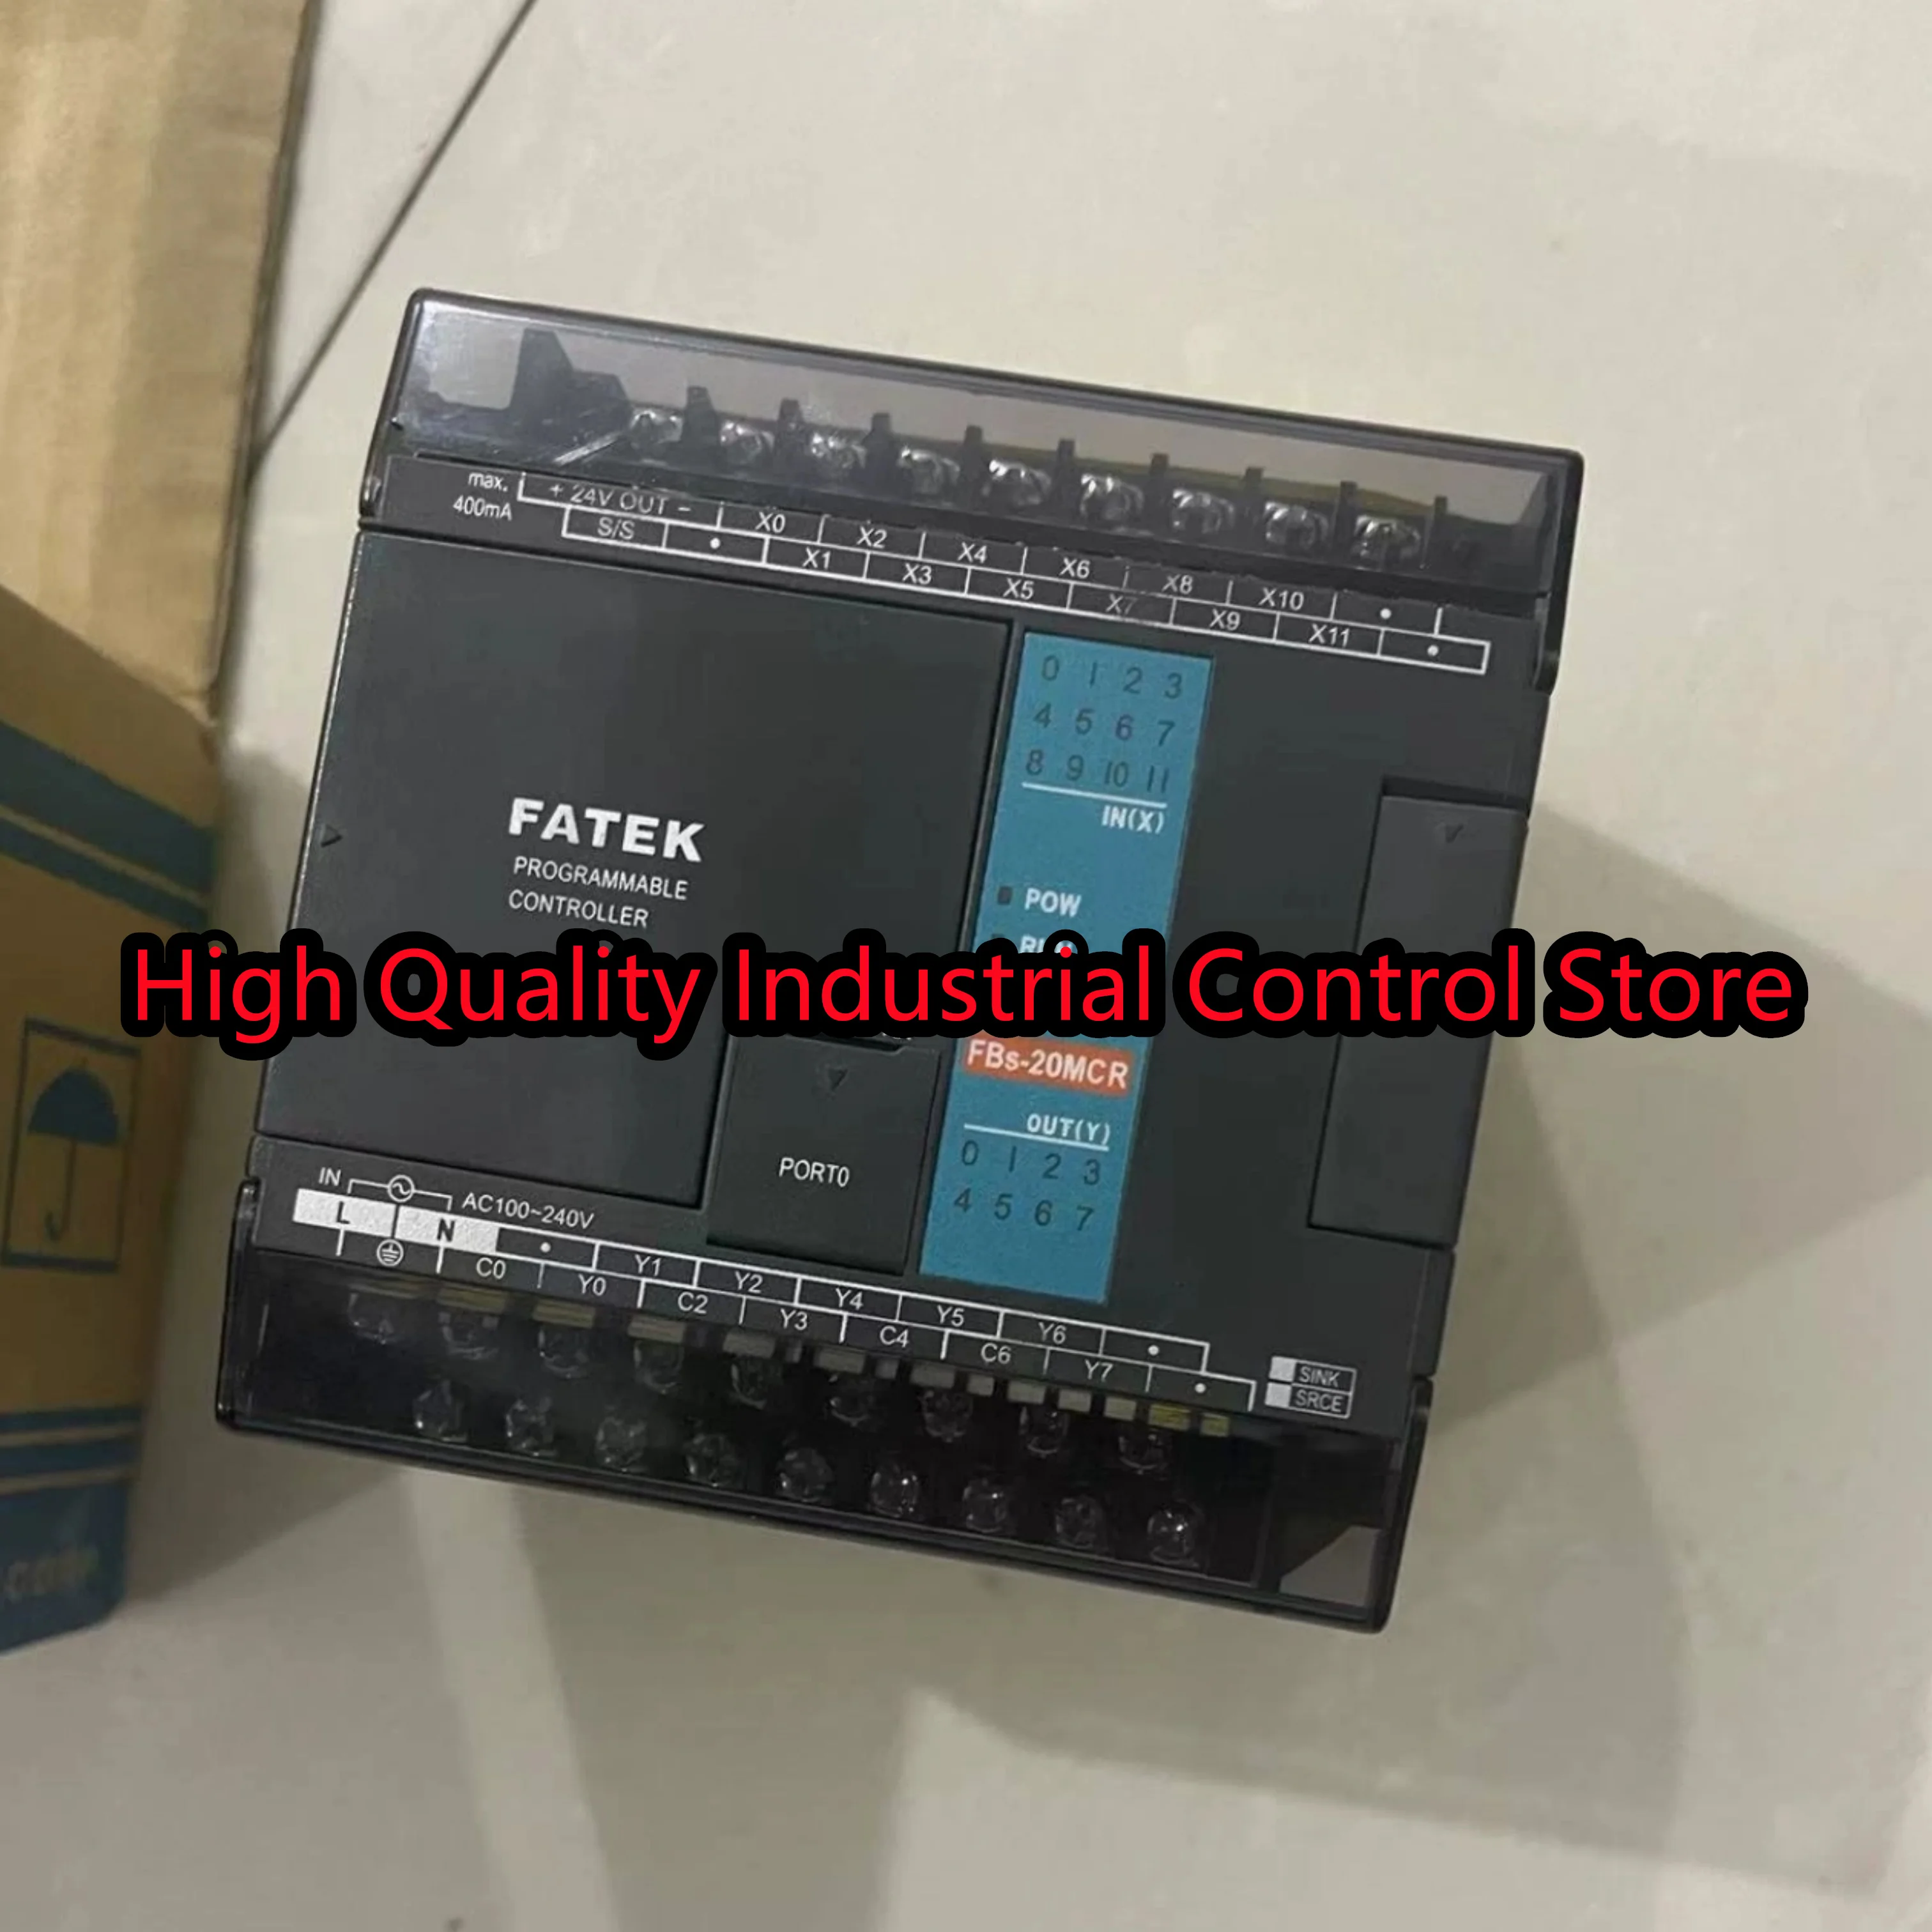 max.
400mA
+ 24V OUT -
X0 X2 X4 X6 X8 X10
S/S X1 X3 X5 X7 X9 X11
0 1 2 3
4 5 6 7
8 9 10 11
IN(X)
FATEK
PROGRAMMABLE
CONTROLLER
POW
High Quality Industrial Control Store
FBs-20MCR
OUT(Y)
0 1 2 3
4 5 6 7
PORT0
IN AC100~240V
L N
Y1 Y2 Y4 Y5 Y6
C0 Y0 C2 Y3 C4 C6 Y7
SINK
SRCE